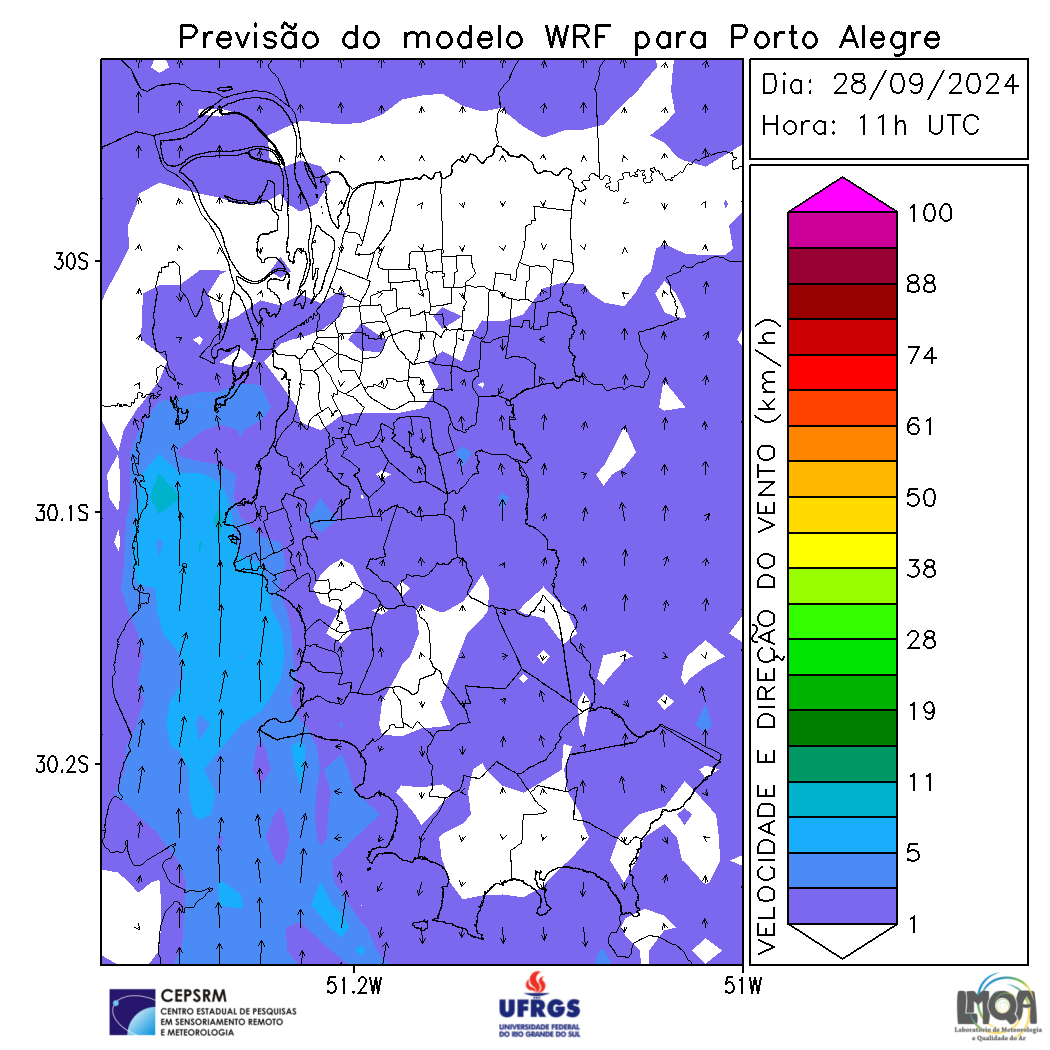 Previsão do modelo WRF para Porto Alegre
Dia: 28/09/2024
Hora: 11h UTC
30S
30.1S
30.2S
51.2W
51W
VELOCIDADE E DIREÇÃO DO VENTO (km/h)
100
88
74
61
50
38
28
19
11
5
1
CEPSRM
CENTRO ESTADUAL DE PESQUISAS
EM SENSORIAMENTO REMOTO
E METEOROLOGIA
UFRGS
UNIVERSIDADE FEDERAL
DO RIO GRANDE DO SUL
LMQA
Laboratório de Meteorologia
e Qualidade do Ar